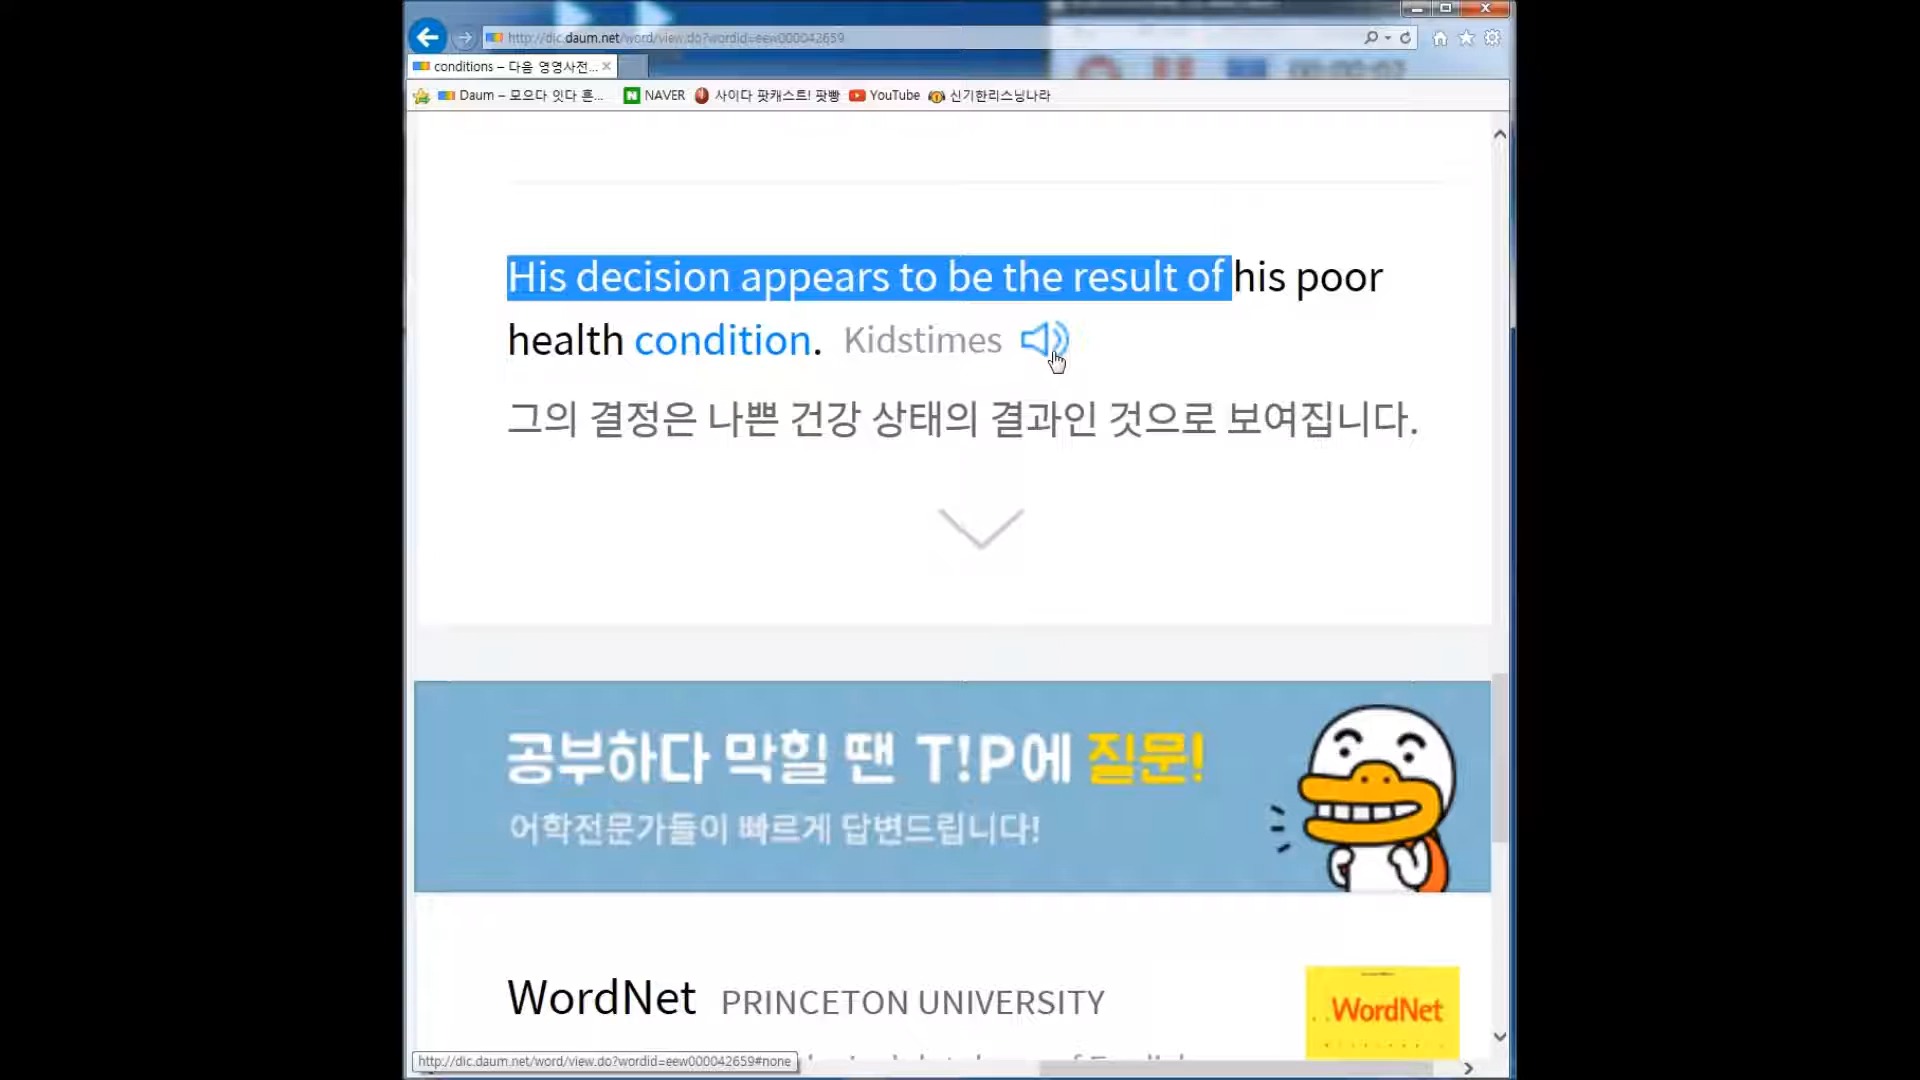 http://dic.daum.net/word/view.do?wordid=eew000042659
conditions – 다음 영영사전...
Daum – 모으다 잇다 흔... NAVER 사이다 팟캐스트! 팟빵 YouTube 신기한리스닝나라
His decision appears to be the result of his poor
health condition. Kidstimes
그의 결정은 나쁜 건강 상태의 결과인 것으로 보여집니다.
공부하다 막힐 땐 T!P에 질문!
어학전문가들이 빠르게 답변드립니다!
WordNet PRINCETON UNIVERSITY
WordNet
http://dic.daum.net/word/view.do?wordid=eew000042659#none